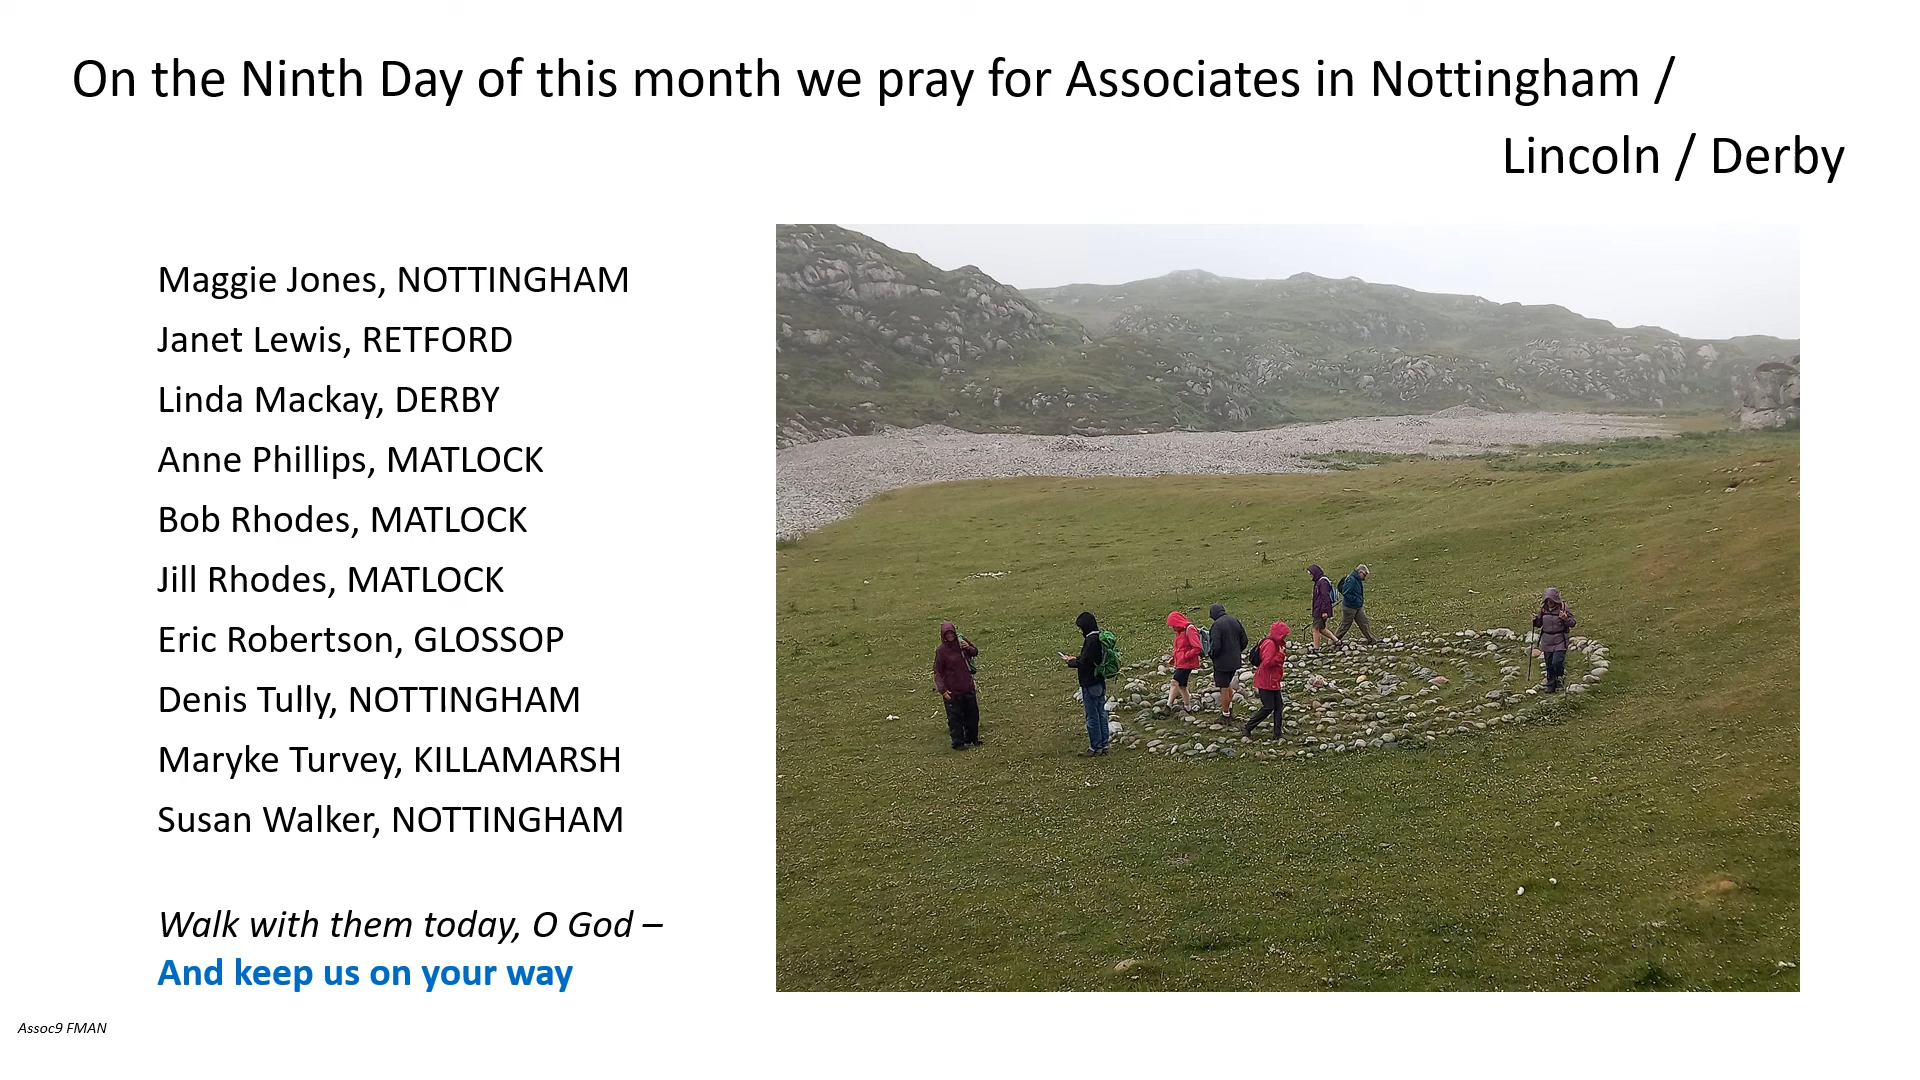 On the Ninth Day of this month we pray for Associates in Nottingham /
Lincoln / Derby
Maggie Jones, NOTTINGHAM
Janet Lewis, RETFORD
Linda Mackay, DERBY
Anne Phillips, MATLOCK
Bob Rhodes, MATLOCK
Jill Rhodes, MATLOCK
Eric Robertson, GLOSSOP
Denis Tully, NOTTINGHAM
Maryke Turvey, KILLAMARSH
Susan Walker, NOTTINGHAM
Walk with them today, O God –
And keep us on your way
Assoc9 FMAN